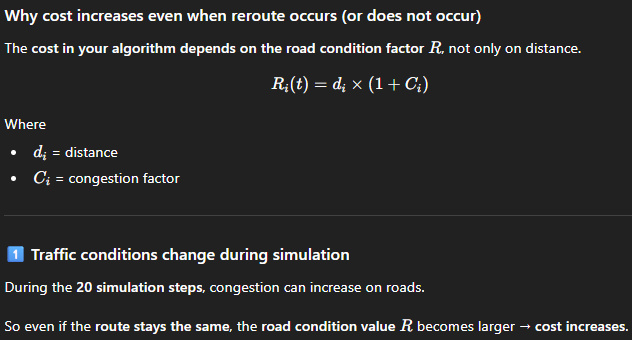 Why cost increases even when reroute occurs (or does not occur)
The cost in your algorithm depends on the road condition factor R, not only on distance.
Rᵢ(t) = dᵢ × (1 + Cᵢ)
Where
• dᵢ = distance
• Cᵢ = congestion factor
1️⃣ Traffic conditions change during simulation
During the 20 simulation steps, congestion can increase on roads.
So even if the route stays the same, the road condition value R becomes larger → cost increases.